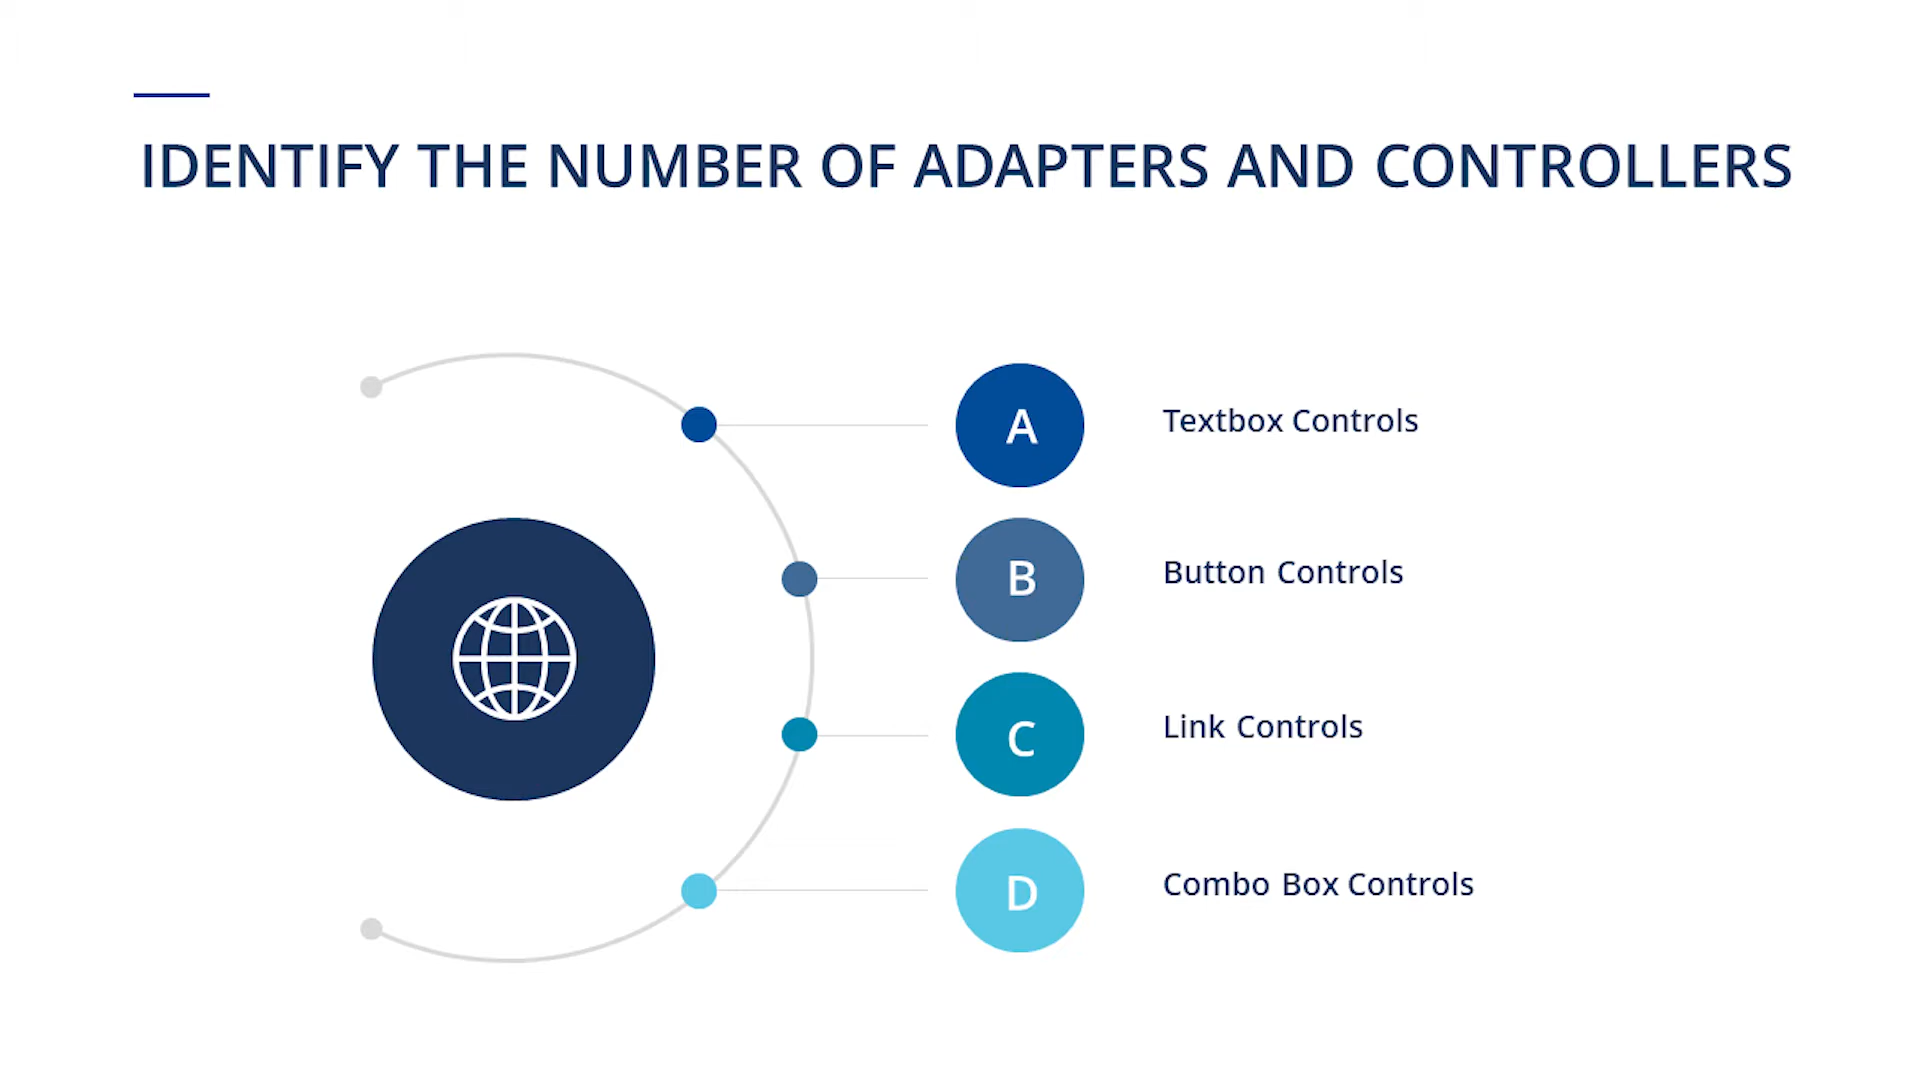 IDENTIFY THE NUMBER OF ADAPTERS AND CONTROLLERS
A Textbox Controls
B Button Controls
C Link Controls
D Combo Box Controls